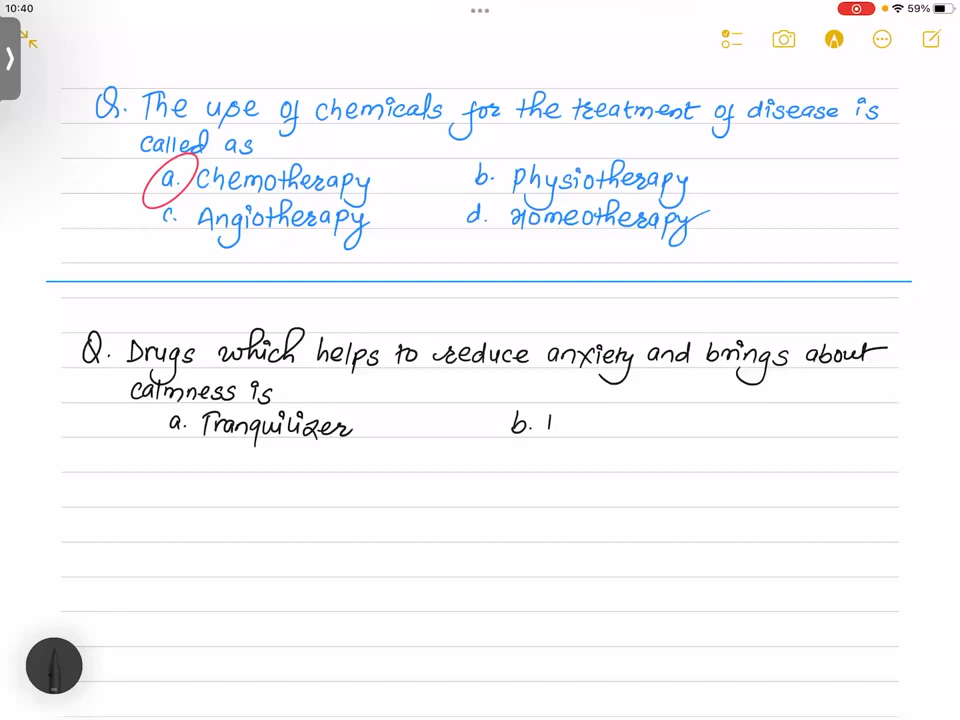 10:40
59%
Q. The use of chemicals for the treatment of disease is
called as
a. Chemotherapy b. Physiotherapy
c. Angiotherapy d. Homeotherapy
Q. Drugs which helps to reduce anxiety and brings about
calmness is
a. Tranquilizer b.